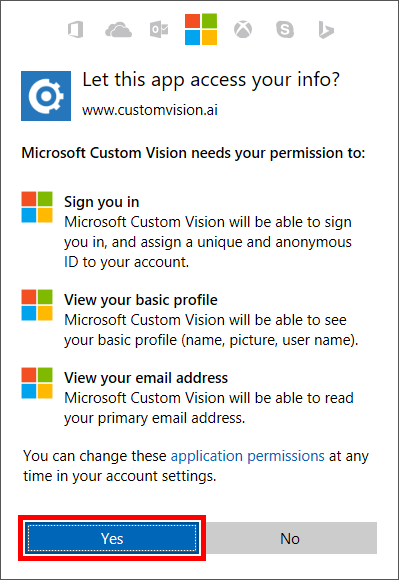 Let this app access your info?
www.customvision.ai
Microsoft Custom Vision needs your permission to:
Sign you in
Microsoft Custom Vision will be able to sign
you in, and assign a unique and anonymous
ID to your account.
View your basic profile
Microsoft Custom Vision will be able to see
your basic profile (name, picture, user name).
View your email address
Microsoft Custom Vision will be able to read
your primary email address.
You can change these application permissions at any
time in your account settings.
Yes
No